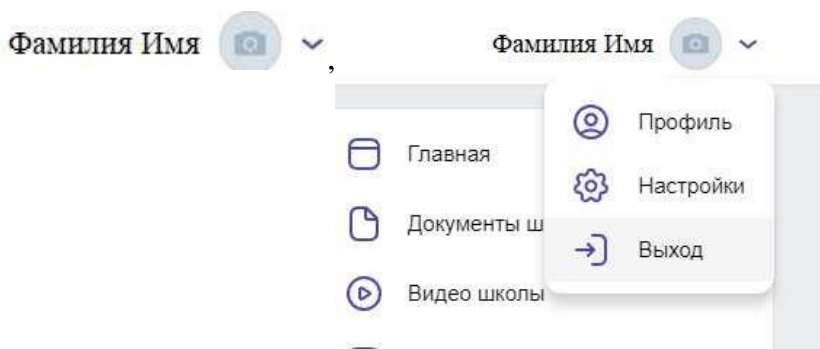 Фамилия Имя ,
Фамилия Имя
Профиль
Главная
Настройки
Документы ш
Выход
Видео школы